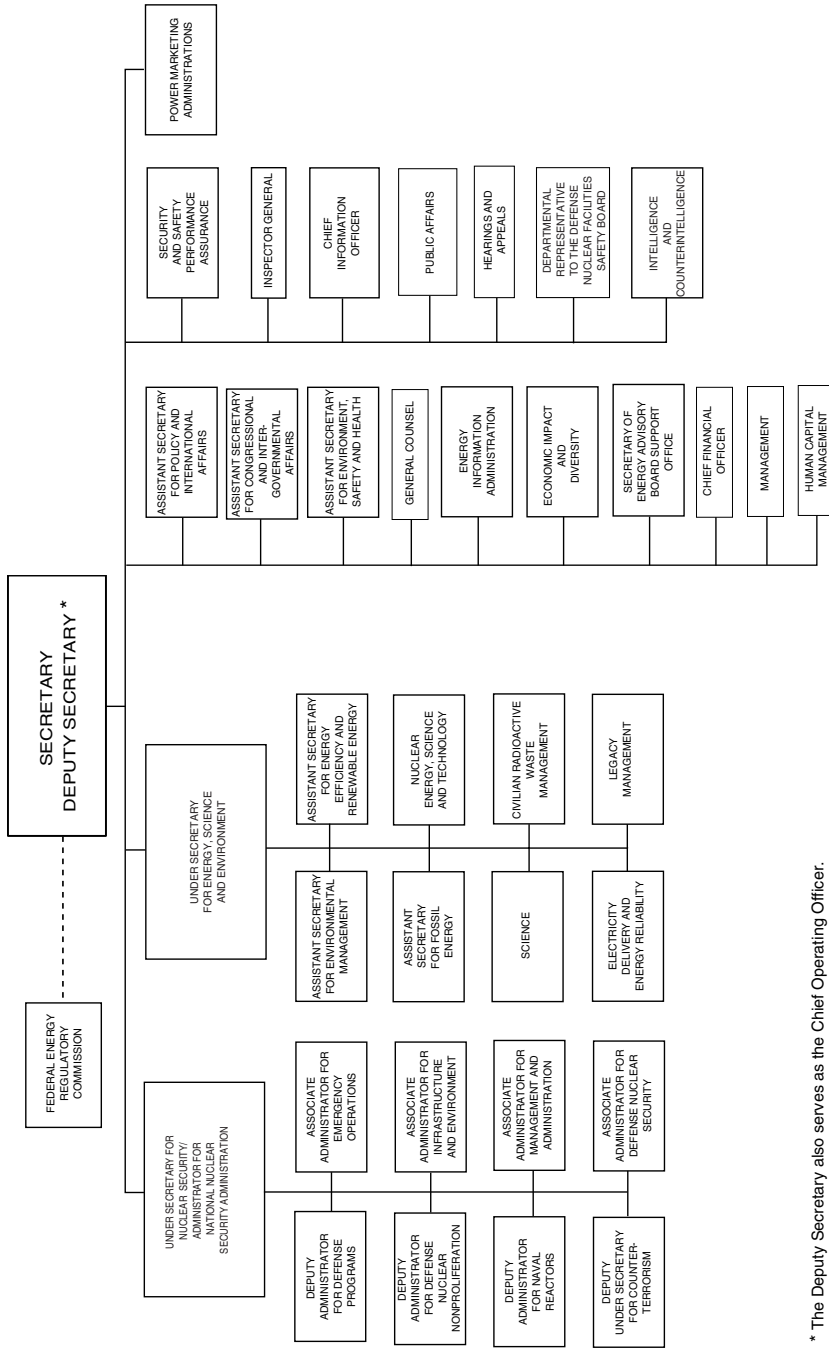 SECRETARY
DEPUTY SECRETARY *
FEDERAL ENERGY
REGULATORY
COMMISSION
UNDER SECRETARY FOR
NUCLEAR SECURITY/
ADMINISTRATOR FOR
NATIONAL NUCLEAR
SECURITY ADMINISTRATION
DEPUTY
ADMINISTRATOR
FOR DEFENSE
PROGRAMS
ASSOCIATE
ADMINISTRATOR FOR
EMERGENCY
OPERATIONS
DEPUTY
ADMINISTRATOR
FOR DEFENSE
NUCLEAR
NONPROLIFERATION
ASSOCIATE
ADMINISTRATOR FOR
INFRASTRUCTURE
AND ENVIRONMENT
DEPUTY
ADMINISTRATOR
FOR NAVAL
REACTORS
ASSOCIATE
ADMINISTRATOR FOR
MANAGEMENT AND
ADMINISTRATION
DEPUTY
UNDER SECRETARY
FOR COUNTER-
TERRORISM
ASSOCIATE
ADMINISTRATOR FOR
DEFENSE NUCLEAR
SECURITY
UNDER SECRETARY
FOR ENERGY, SCIENCE
AND ENVIRONMENT
ASSISTANT SECRETARY
FOR ENVIRONMENTAL
MANAGEMENT
ASSISTANT SECRETARY
FOR ENERGY
EFFICIENCY AND
RENEWABLE ENERGY
ASSISTANT
SECRETARY
FOR FOSSIL
ENERGY
NUCLEAR
ENERGY, SCIENCE
AND TECHNOLOGY
SCIENCE
CIVILIAN RADIOACTIVE
WASTE
MANAGEMENT
ELECTRICITY
DELIVERY AND
ENERGY RELIABILITY
LEGACY
MANAGEMENT
ASSISTANT SECRETARY
FOR POLICY AND
INTERNATIONAL
AFFAIRS
ASSISTANT SECRETARY
FOR CONGRESSIONAL
AND INTER-
GOVERNMENTAL
AFFAIRS
ASSISTANT SECRETARY
FOR ENVIRONMENT,
SAFETY AND HEALTH
GENERAL COUNSEL
ENERGY
INFORMATION
ADMINISTRATION
ECONOMIC IMPACT
AND
DIVERSITY
SECRETARY OF
ENERGY ADVISORY
BOARD SUPPORT
OFFICE
CHIEF FINANCIAL
OFFICER
MANAGEMENT
HUMAN CAPITAL
MANAGEMENT
SECURITY
AND SAFETY
PERFORMANCE
ASSURANCE
INSPECTOR GENERAL
CHIEF
INFORMATION
OFFICER
PUBLIC AFFAIRS
HEARINGS AND
APPEALS
DEPARTMENTAL
REPRESENTATIVE
TO THE DEFENSE
NUCLEAR FACILITIES
SAFETY BOARD
INTELLIGENCE
AND
COUNTERINTELLIGENCE
POWER MARKETING
ADMINISTRATIONS
* The Deputy Secretary also serves as the Chief Operating Officer.